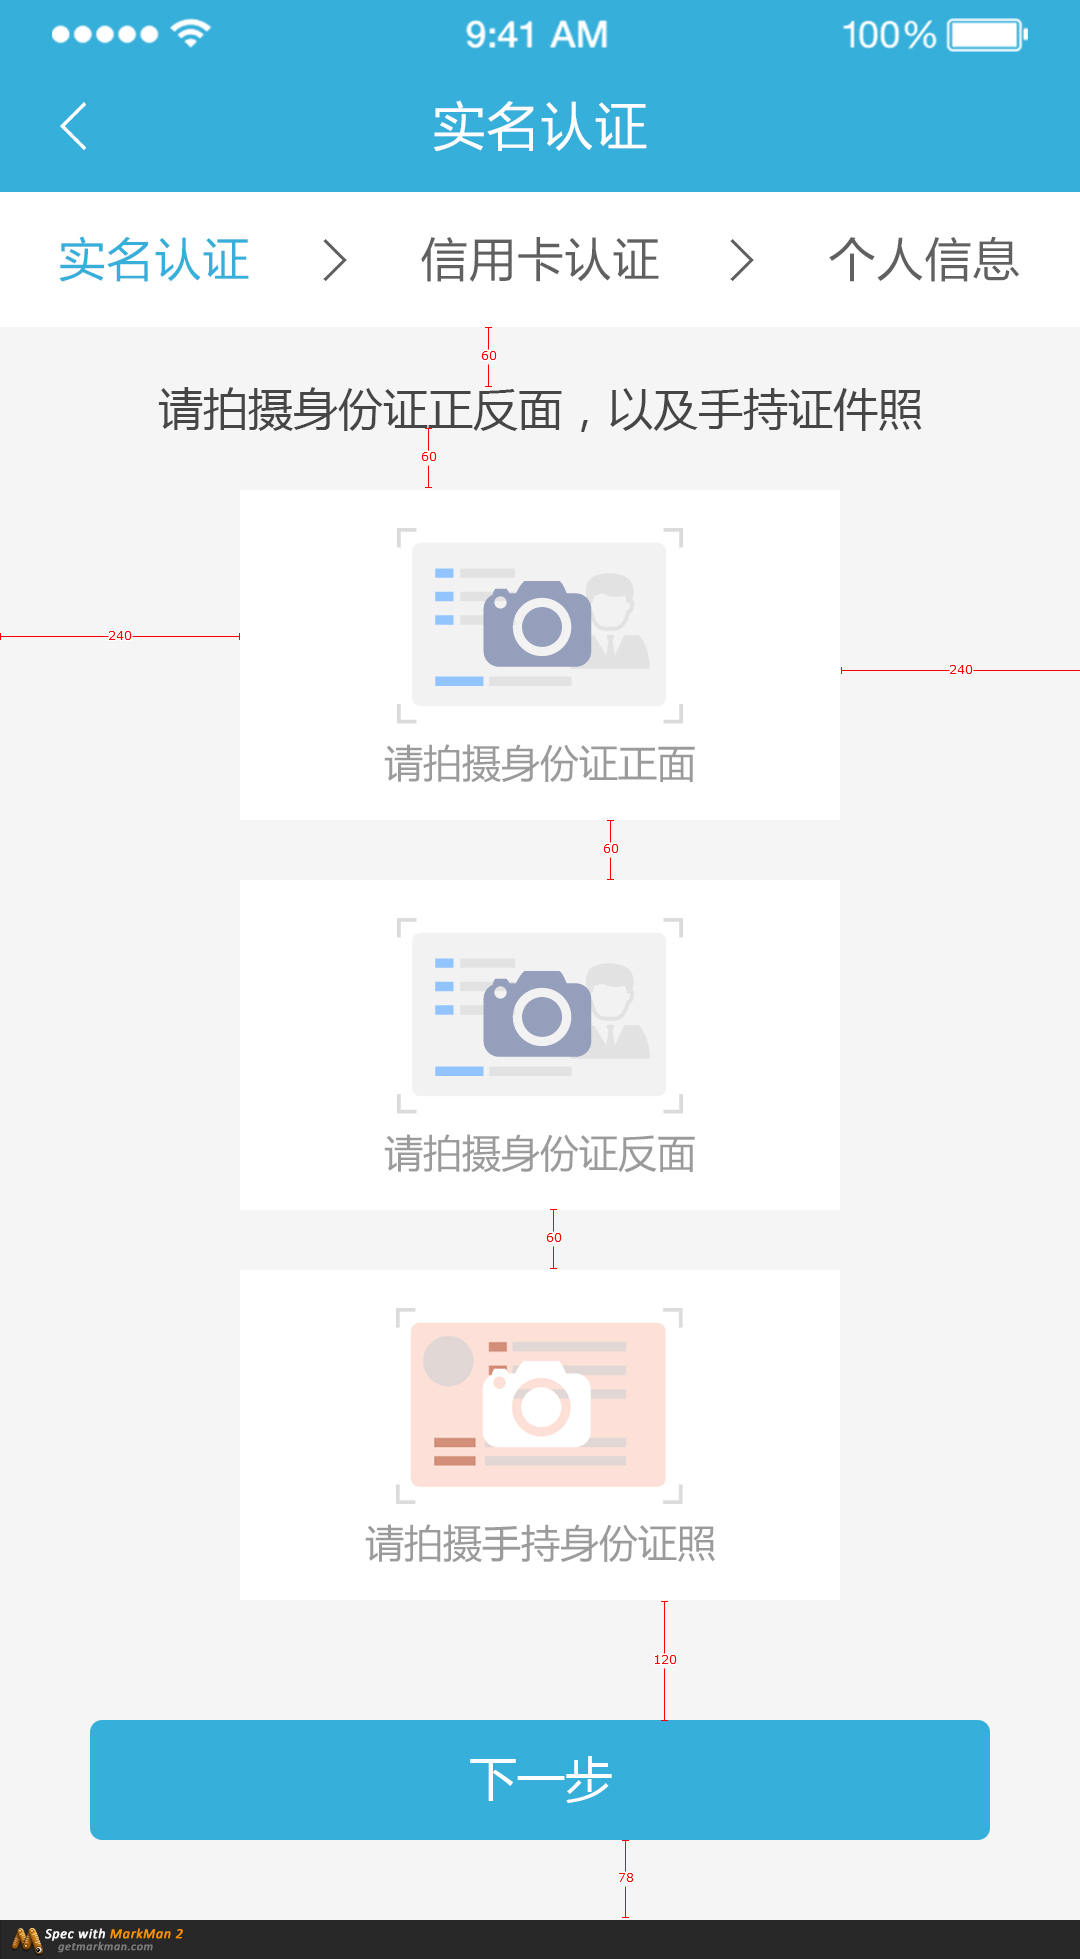 9:41 AM 100%
实名认证
实名认证 信用卡认证 个人信息
60
请拍摄身份证正反面，以及手持证件照
60
240
240
请拍摄身份证正面
60
请拍摄身份证反面
60
请拍摄手持身份证照
120
下一步
78
Spec with MarkMan 2
getmarkman.com